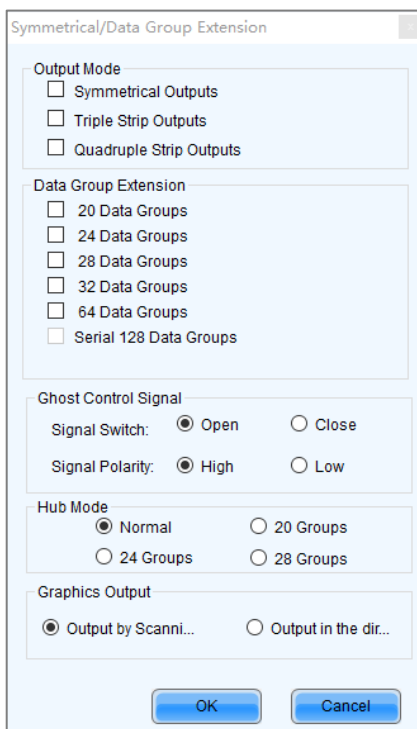 Symmetrical/Data Group Extension
Output Mode
Symmetrical Outputs
Triple Strip Outputs
Quadruple Strip Outputs
Data Group Extension
20 Data Groups
24 Data Groups
28 Data Groups
32 Data Groups
64 Data Groups
Serial 128 Data Groups
Ghost Control Signal
Signal Switch: Open Close
Signal Polarity: High Low
Hub Mode
Normal 20 Groups
24 Groups 28 Groups
Graphics Output
Output by Scanni... Output in the dir...
OK Cancel